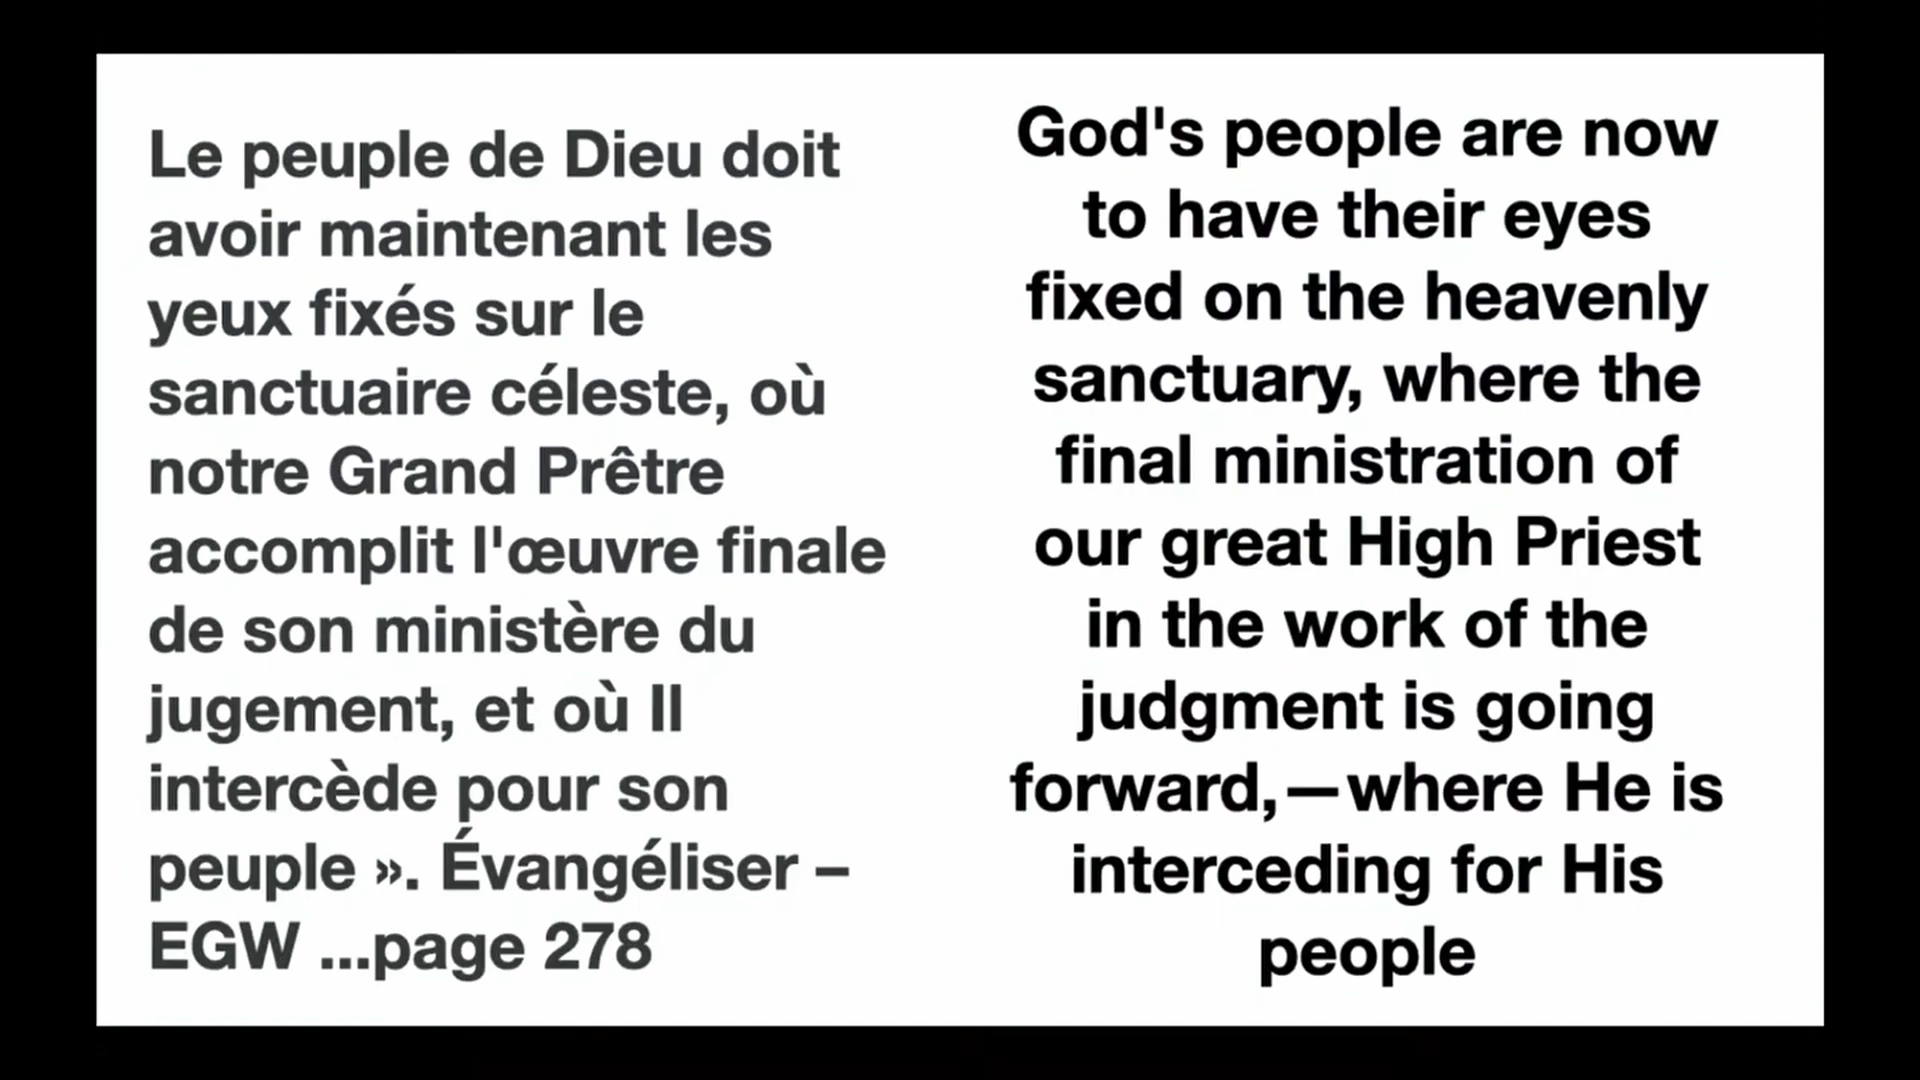 Le peuple de Dieu doit
avoir maintenant les
yeux fixés sur le
sanctuaire céleste, où
notre Grand Prêtre
accomplit l'œuvre finale
de son ministère du
jugement, et où Il
intercède pour son
peuple ». Évangéliser –
EGW ...page 278
God's people are now
to have their eyes
fixed on the heavenly
sanctuary, where the
final ministration of
our great High Priest
in the work of the
judgment is going
forward,—where He is
interceding for His
people